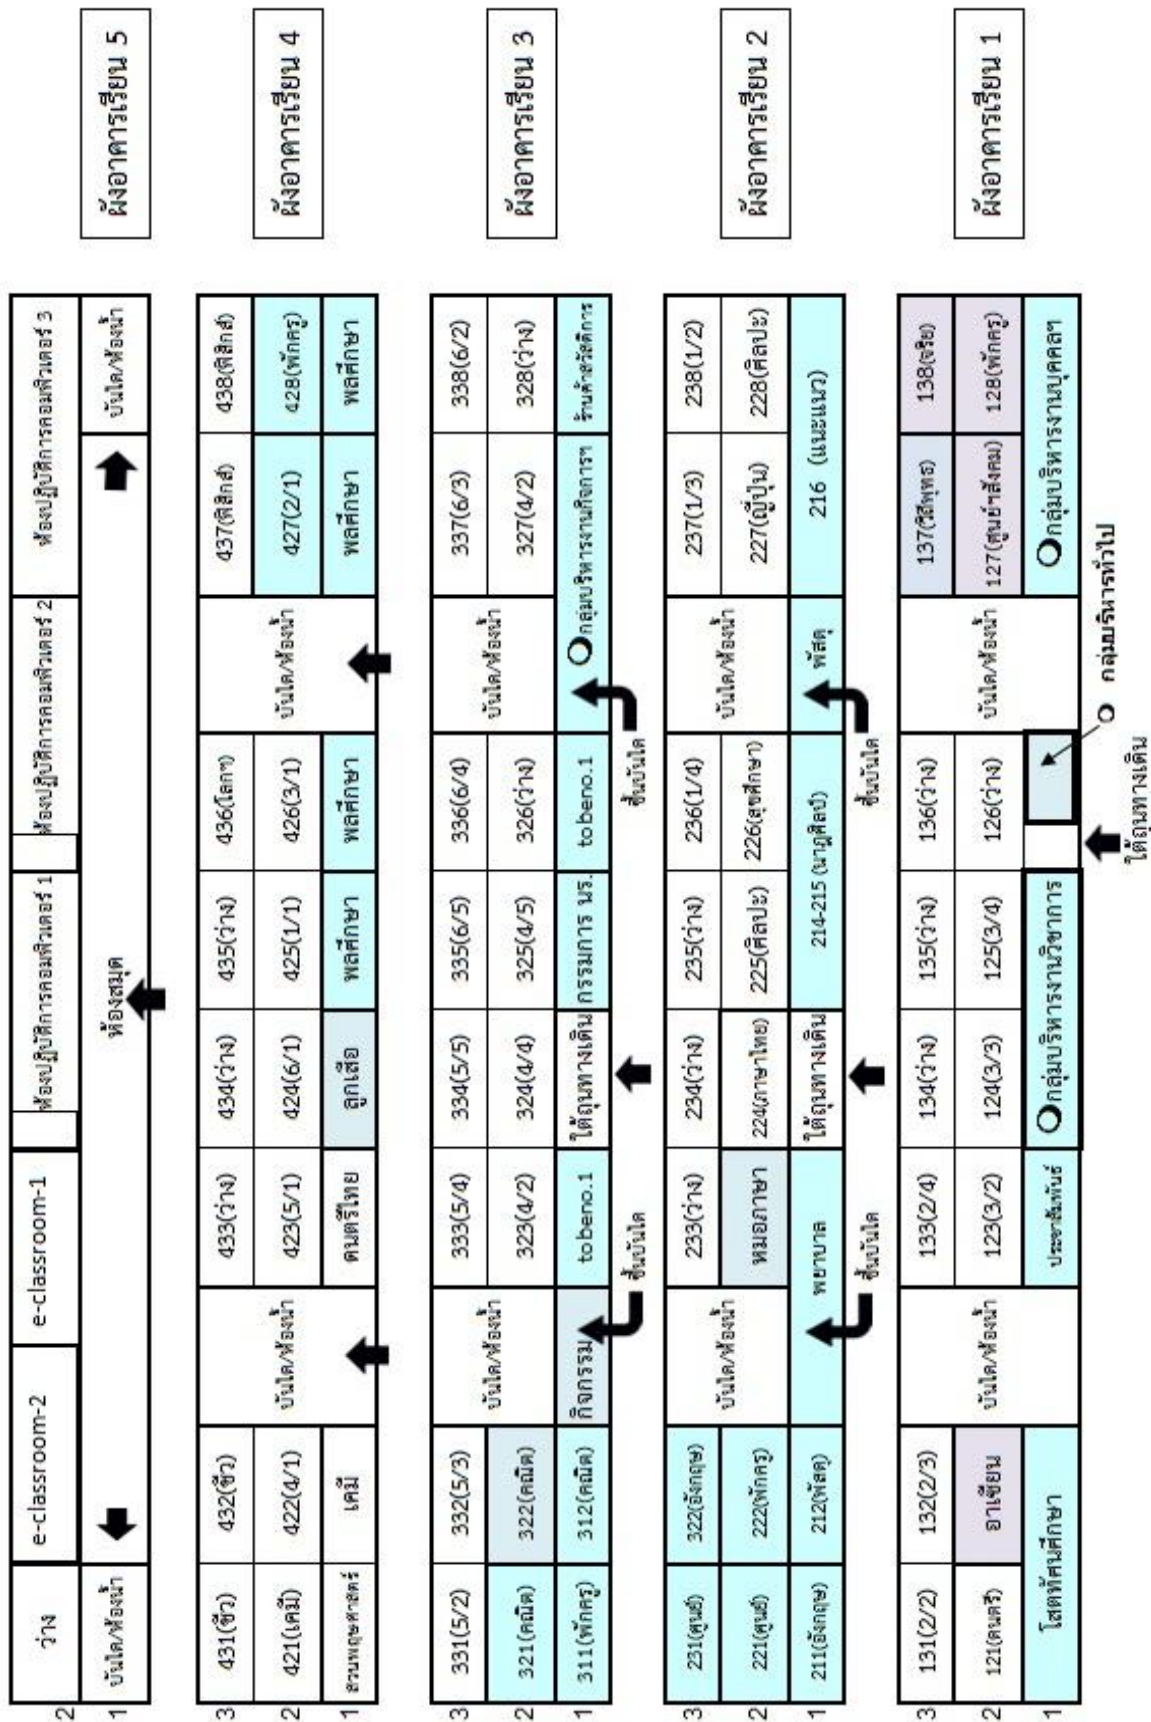 ผังอาคารเรียน 5
2 ว่าง e-classroom-2 e-classroom-1 ห้องปฏิบัติการคอมพิวเตอร์ 1 ห้องปฏิบัติการคอมพิวเตอร์ 2 ห้องปฏิบัติการคอมพิวเตอร์ 3
1 บันได/ห้องน้ำ ห้องสมุด บันได/ห้องน้ำ
ผังอาคารเรียน 4
3 431(ชีว) 432(ชีว) 433(ว่าง) 434(ว่าง) 435(ว่าง) 436(โลกฯ) 437(ฟิสิกส์) 438(ฟิสิกส์)
2 421(เคมี) 422(4/1) บันได/ห้องน้ำ 423(5/1) 424(6/1) 425(1/1) 426(3/1) บันได/ห้องน้ำ 427(2/1) 428(พักครู)
1 สวนพฤษศาสตร์ เคมี ดนตรีไทย ลูกเสือ พลศึกษา พลศึกษา พลศึกษา พลศึกษา
ผังอาคารเรียน 3
3 331(5/2) 332(5/3) 333(5/4) 334(5/5) 335(6/5) 336(6/4) 337(6/3) 338(6/2)
2 321(คณิต) 322(คณิต) บันได/ห้องน้ำ 323(4/2) 324(4/4) 325(4/5) 326(ว่าง) บันได/ห้องน้ำ 327(4/2) 328(ว่าง)
1 311(พักครู) 312(คณิต) กิจกรรม tobeno.1 ใต้ถุนทางเดิน กรรมการ นร. tobeno.1 กลุ่มบริหารงานกิจการฯ ร้านค้าสวัสดิการ
ขึ้นบันได ขึ้นบันได
ผังอาคารเรียน 2
3 231(ศูนย์) 322(อังกฤษ) 233(ว่าง) 234(ว่าง) 235(ว่าง) 236(1/4) 237(1/3) 238(1/2)
2 221(ศูนย์) 222(พักครู) บันได/ห้องน้ำ หมอภาษา 224(ภาษาไทย) 225(ศิลปะ) 226(สุขศึกษา) บันได/ห้องน้ำ 227(ญี่ปุ่น) 228(ศิลปะ)
1 211(อังกฤษ) 212(พัสดุ) พยาบาล ใต้ถุนทางเดิน 214-215 (นาฏศิลป์) พัสดุ 216 (แนะแนว)
ขึ้นบันได ขึ้นบันได
ผังอาคารเรียน 1
3 131(2/2) 132(2/3) 133(2/4) 134(ว่าง) 135(ว่าง) 136(ว่าง) 137(วิถีพุทธ) 138(จริย)
2 121(ดนตรี) อาเซียน บันได/ห้องน้ำ 123(3/2) 124(3/3) 125(3/4) 126(ว่าง) บันได/ห้องน้ำ 127(ศูนย์ฯสังคม) 128(พักครู)
1 โสตทัศนศึกษา ประชาสัมพันธ์ กลุ่มบริหารงานวิชาการ กลุ่มบริหารงานบุคคลฯ
กลุ่มบริหารทั่วไป
ใต้ถุนทางเดิน